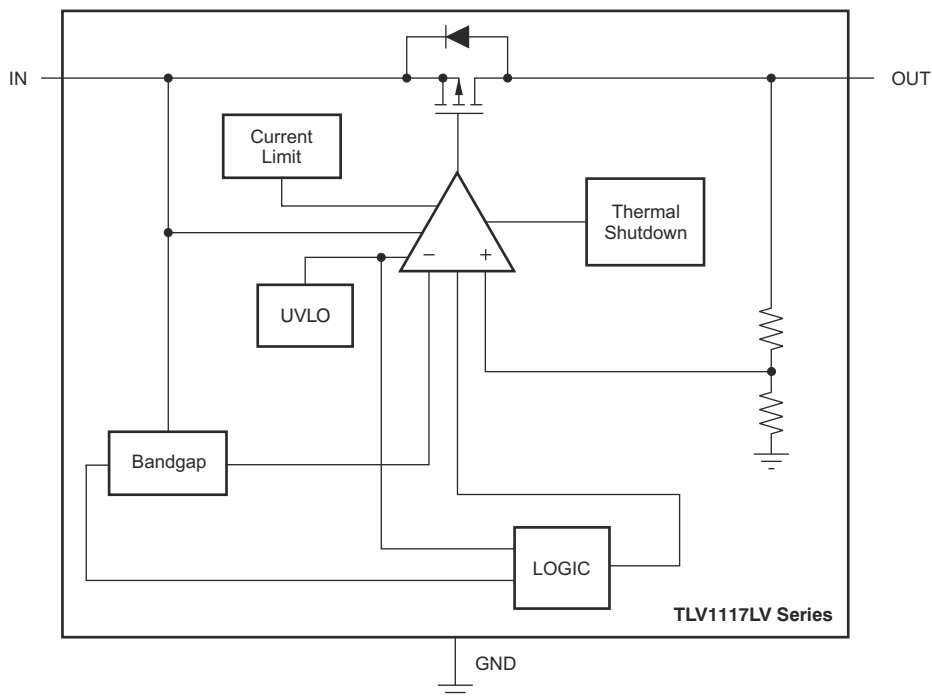 IN
OUT
Current
Limit
Thermal
Shutdown
−
+
UVLO
Bandgap
LOGIC
TLV1117LV Series
GND